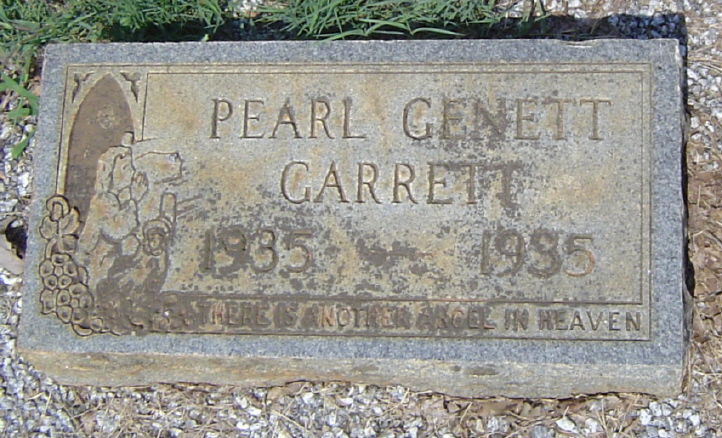 PEARL GENETT
GARRETT
1935 — 1935
THERE IS ANOTHER ANGEL IN HEAVEN